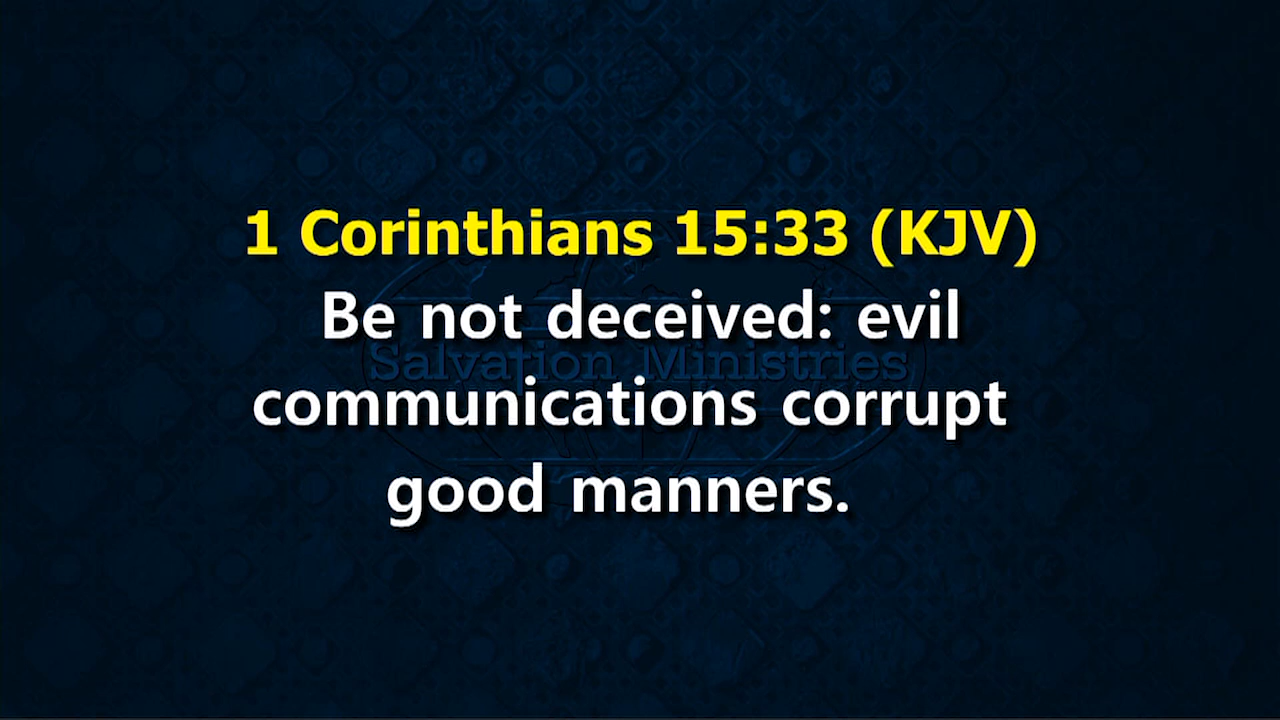 1 Corinthians 15:33 (KJV)
Be not deceived: evil
Salvation Ministries
communications corrupt
good manners.